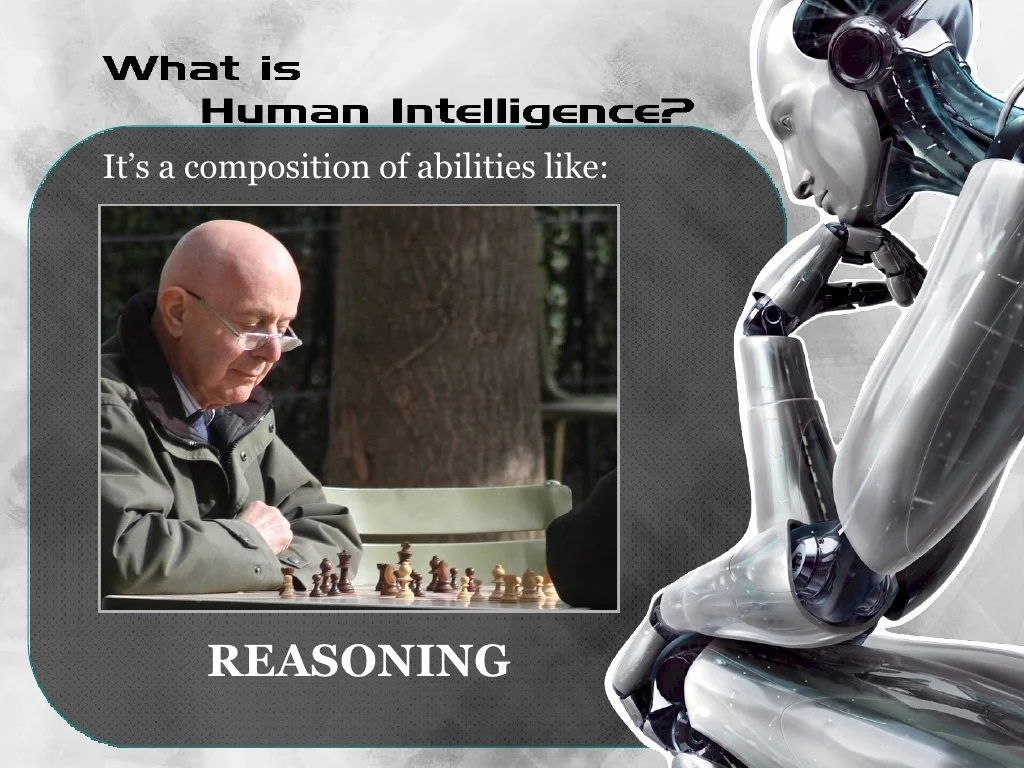 What is
Human Intelligence?
It’s a composition of abilities like:
REASONING